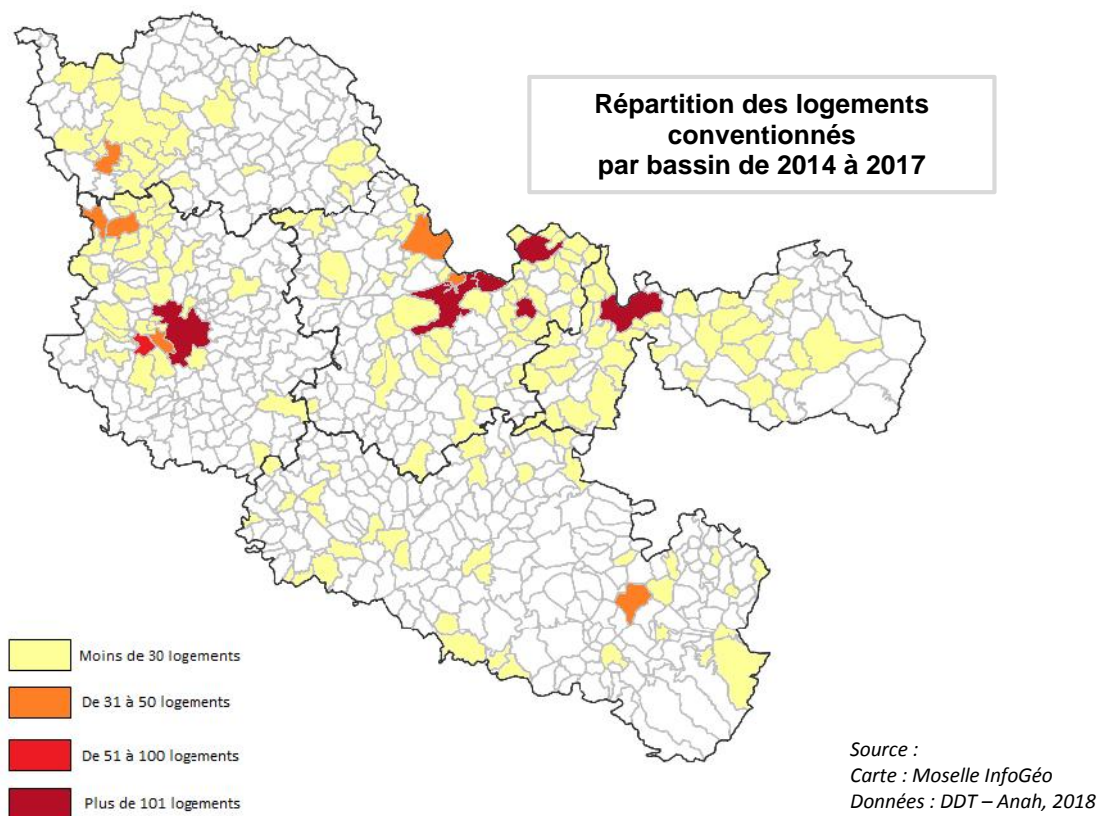 Répartition des logements
conventionnés
par bassin de 2014 à 2017
Moins de 30 logements
De 31 à 50 logements
De 51 à 100 logements
Plus de 101 logements
Source :
Carte : Moselle InfoGéo
Données : DDT – Anah, 2018